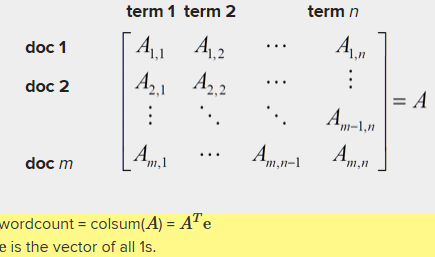 term 1 term 2 term n
doc 1 A1,1 A1,2 ⋯ A1,n
doc 2 A2,1 A2,2 ⋯ ⋮
⋮ ⋱ ⋱ Am−1,n = A
doc m Am,1 ⋯ Am,n−1 Am,n
wordcount = colsum(A) = Aᵀe
e is the vector of all 1s.